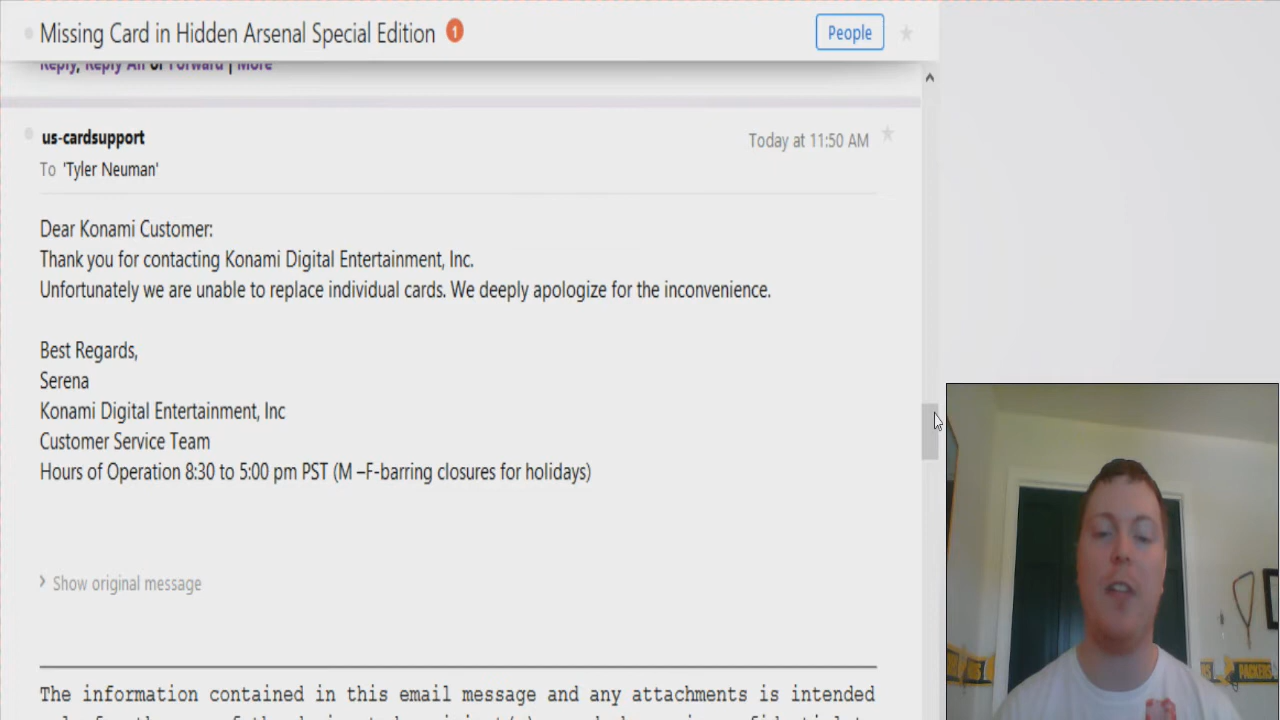 Missing Card in Hidden Arsenal Special Edition 1
People
Reply, Reply All or Forward | More
us-cardsupport
Today at 11:50 AM
To 'Tyler Neuman'
Dear Konami Customer:
Thank you for contacting Konami Digital Entertainment, Inc.
Unfortunately we are unable to replace individual cards. We deeply apologize for the inconvenience.
Best Regards,
Serena
Konami Digital Entertainment, Inc
Customer Service Team
Hours of Operation 8:30 to 5:00 pm PST (M –F-barring closures for holidays)
Show original message
The information contained in this email message and any attachments is intended
PACKERS